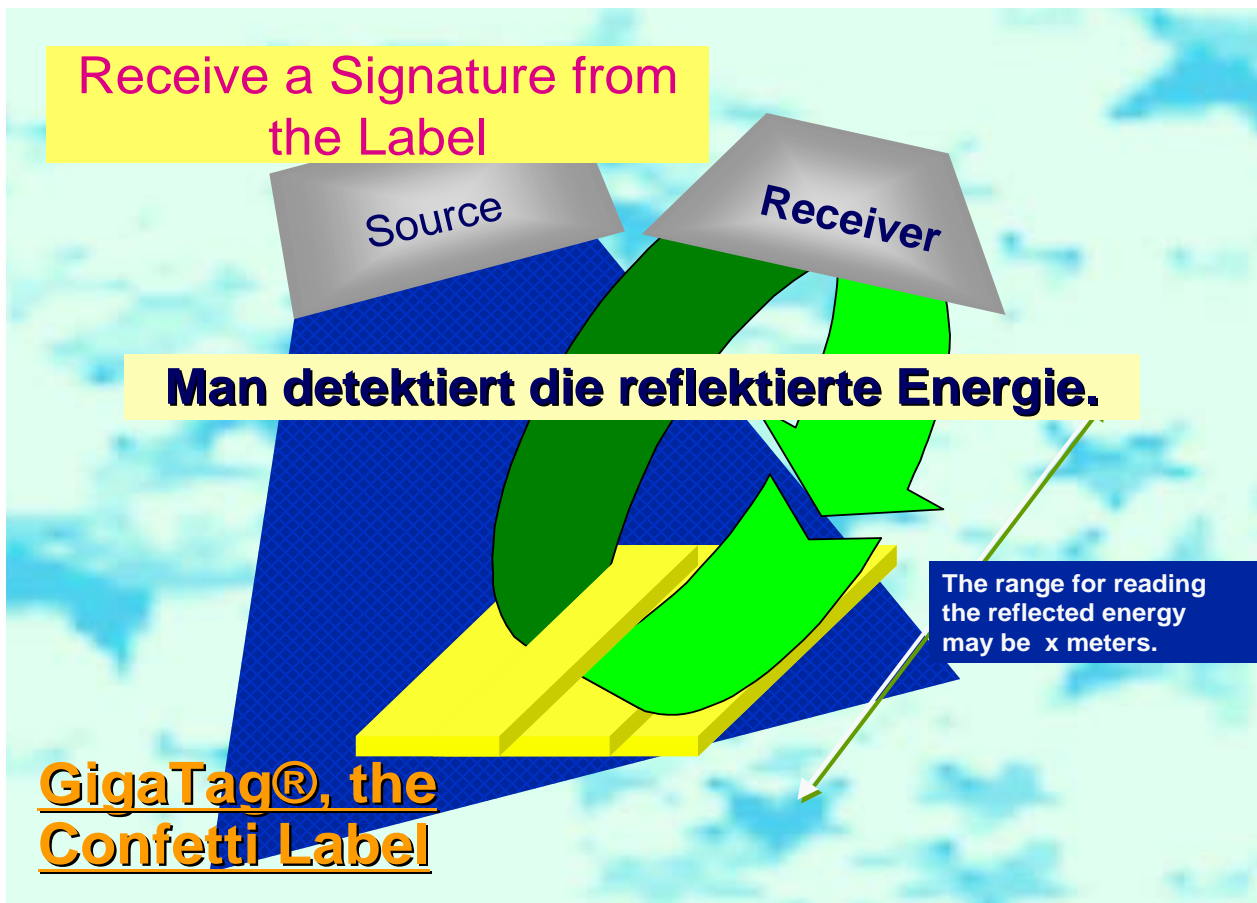 Receive a Signature from
the Label
Source
Receiver
Man detektiert die reflektierte Energie.
The range for reading
the reflected energy
may be x meters.
GigaTag®, the
Confetti Label